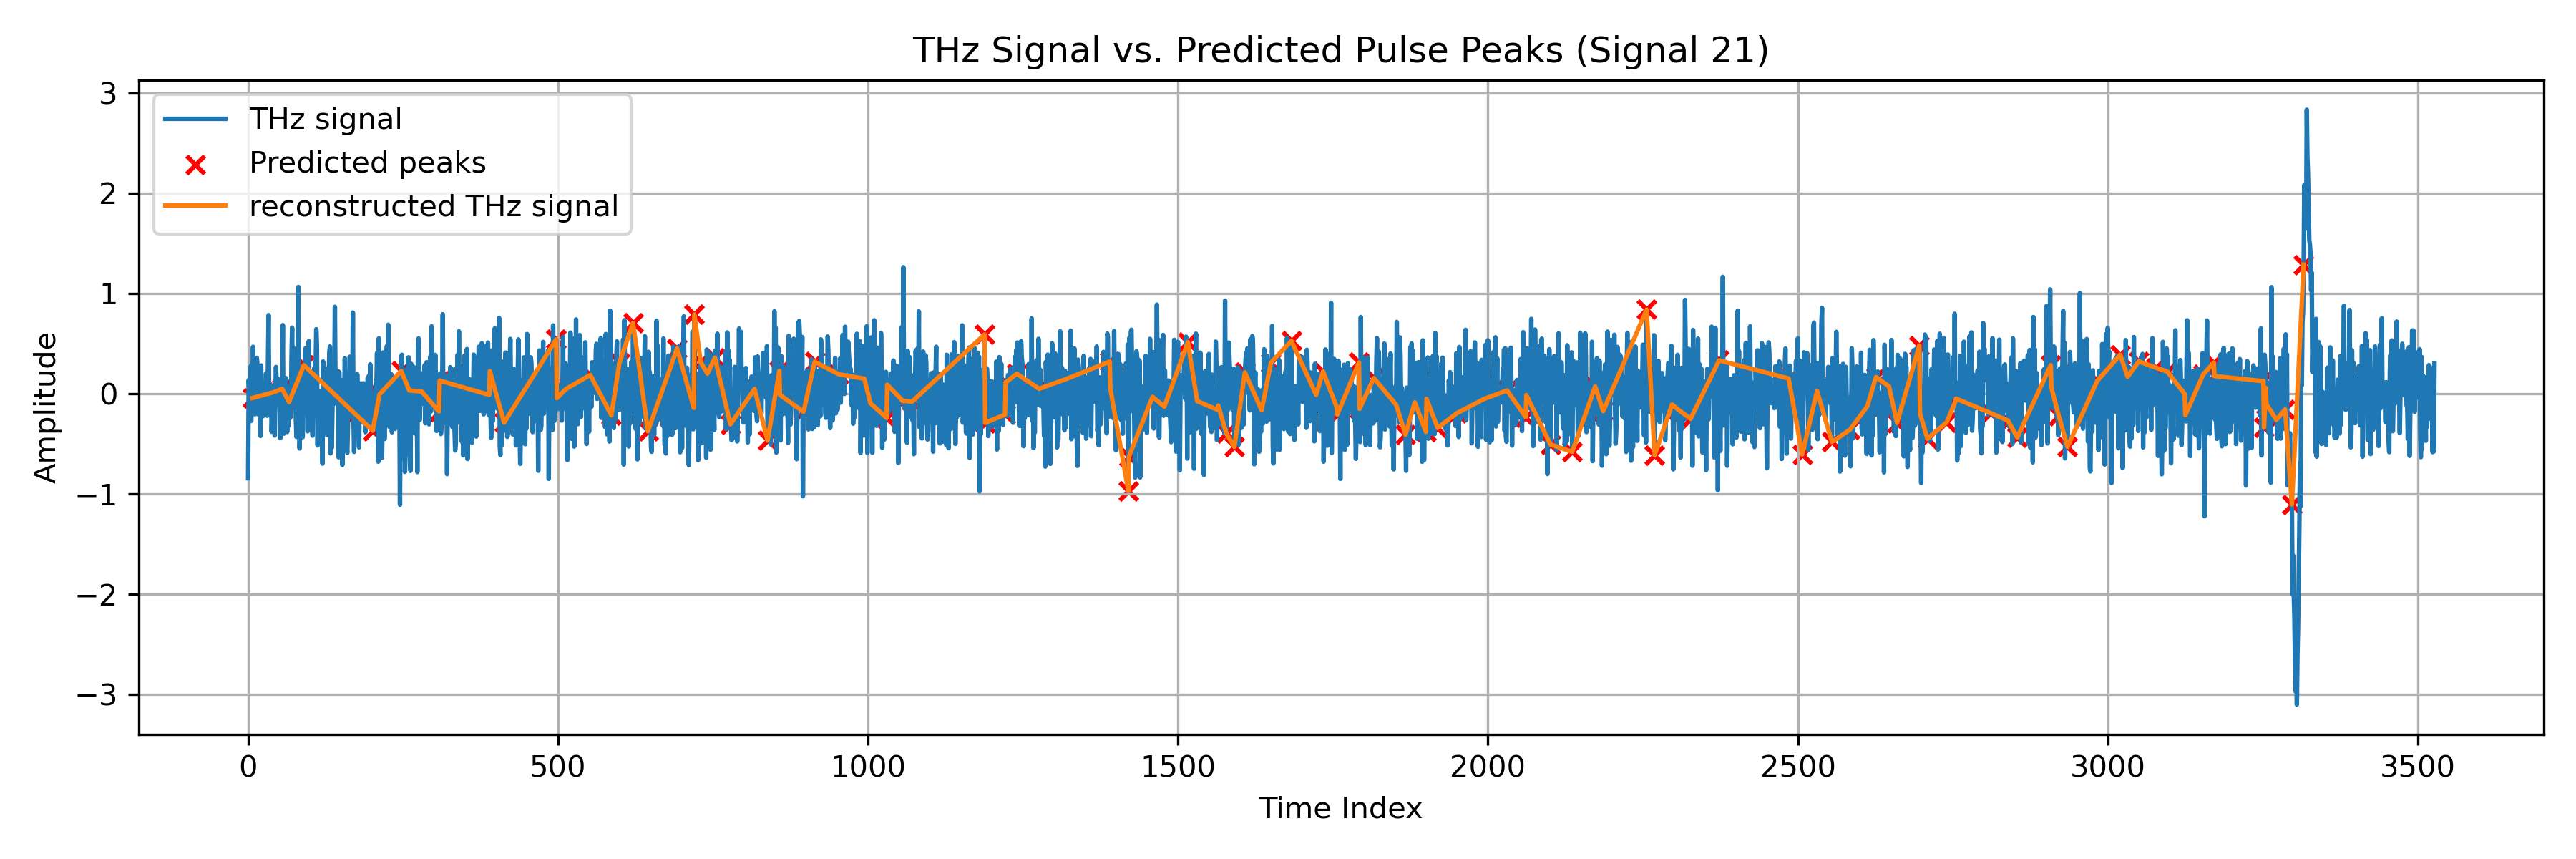 THz Signal vs. Predicted Pulse Peaks (Signal 21)
THz signal
Predicted peaks
reconstructed THz signal
Amplitude
3
2
1
0
−1
−2
−3
0 500 1000 1500 2000 2500 3000 3500
Time Index